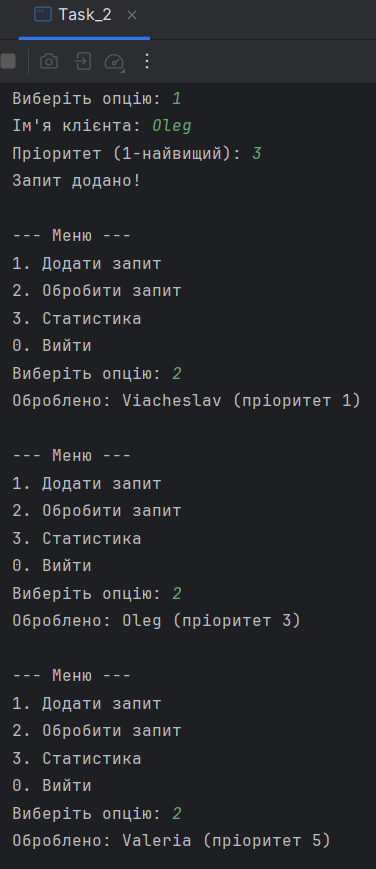 Task_2
Виберіть опцію: 1
Ім'я клієнта: Oleg
Пріоритет (1-найвищий): 3
Запит додано!
--- Меню ---
1. Додати запит
2. Обробити запит
3. Статистика
0. Вийти
Виберіть опцію: 2
Оброблено: Viacheslav (пріоритет 1)
--- Меню ---
1. Додати запит
2. Обробити запит
3. Статистика
0. Вийти
Виберіть опцію: 2
Оброблено: Oleg (пріоритет 3)
--- Меню ---
1. Додати запит
2. Обробити запит
3. Статистика
0. Вийти
Виберіть опцію: 2
Оброблено: Valeria (пріоритет 5)